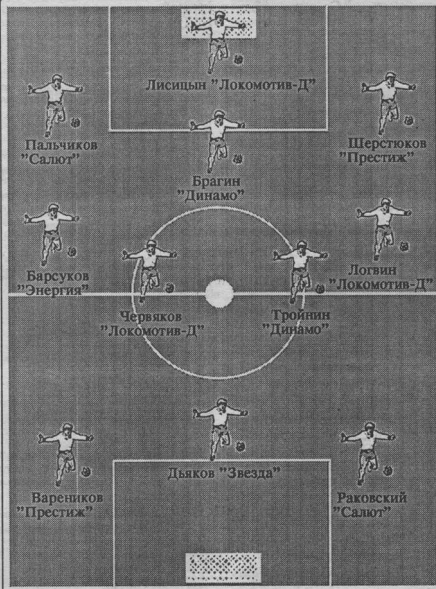 Лисицын "Локомотив-Д"
Пальчиков
"Салют"
Шерстюков
"Престиж"
Брагин
"Динамо"
Барсуков
"Энергия"
Логвин
"Локомотив-Д"
Червяков
"Локомотив-Д"
Тройнин
"Динамо"
Дьяков "Звезда"
Вареников
"Престиж"
Раковский
"Салют"